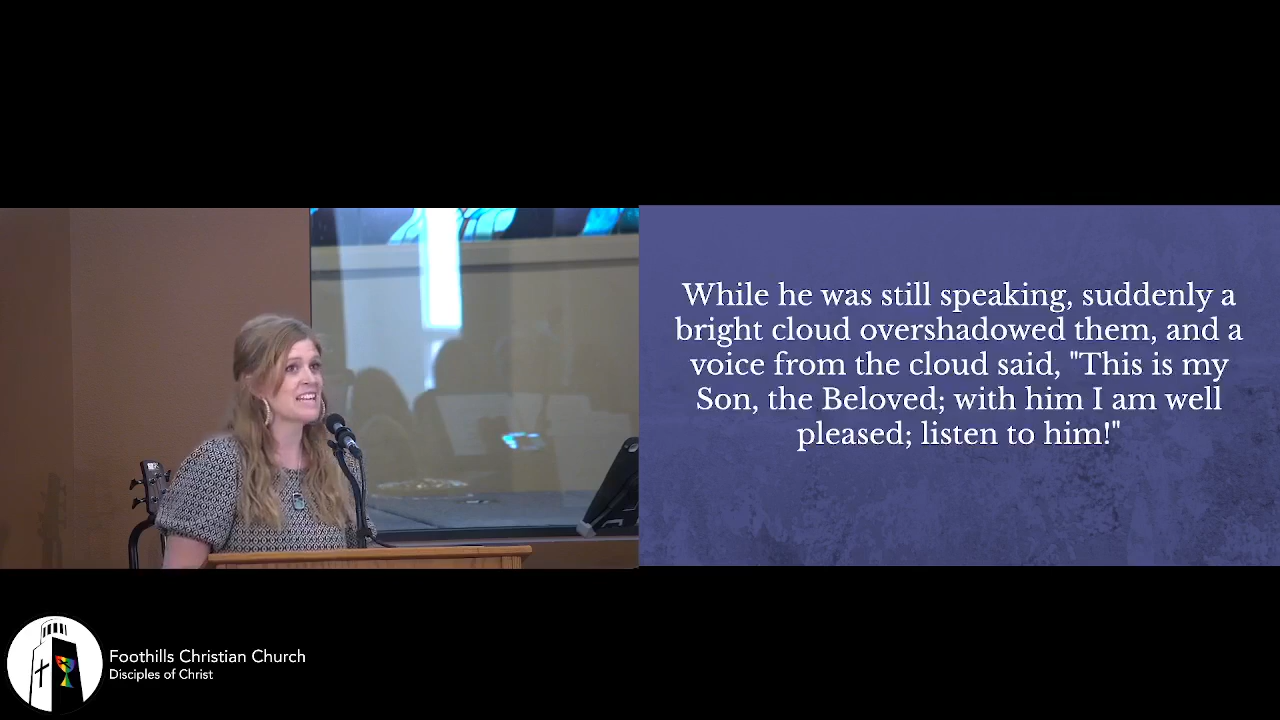 While he was still speaking, suddenly a
bright cloud overshadowed them, and a
voice from the cloud said, "This is my
Son, the Beloved; with him I am well
pleased; listen to him!"
Foothills Christian Church
Disciples of Christ